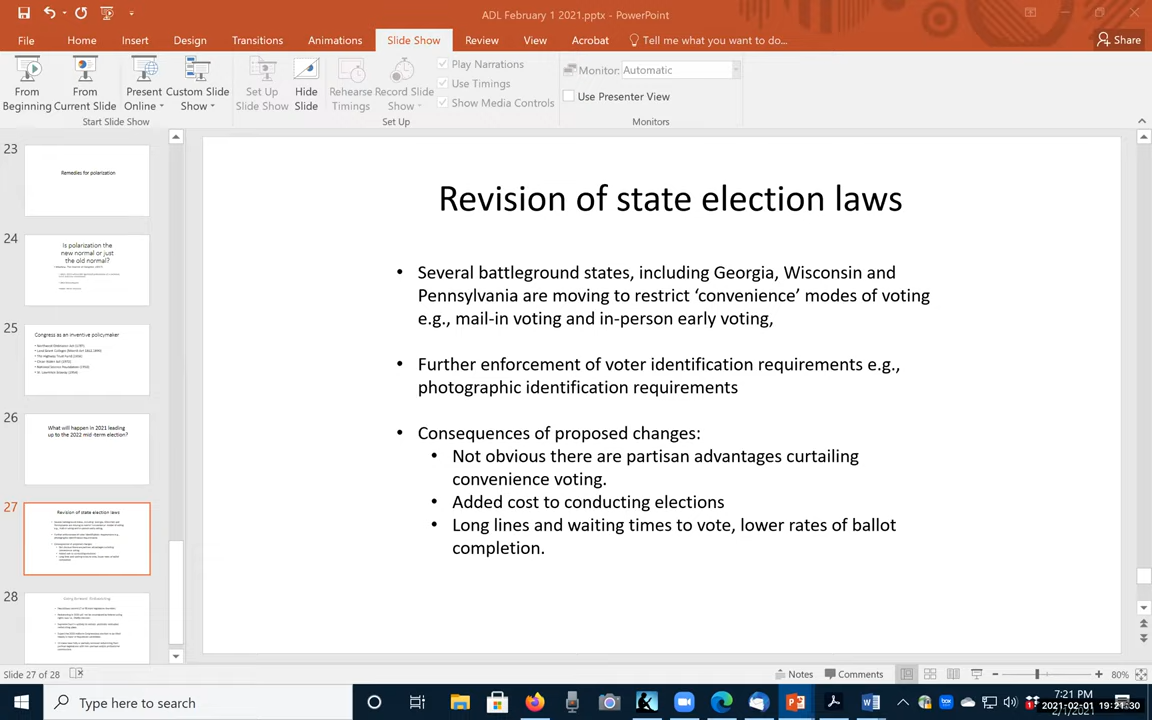 ADL February 1 2021.pptx - PowerPoint
File Home Insert Design Transitions Animations Slide Show Review View Acrobat Tell me what you want to do... Share
From Beginning
From Current Slide
Present Online
Custom Slide Show
Set Up Slide Show
Hide Slide
Rehearse Timings
Record Slide Show
Play Narrations
Use Timings
Show Media Controls
Monitor: Automatic
Use Presenter View
Start Slide Show
Set Up
Monitors
23
Remedies for polarization
24
Is polarization the
new normal or just
the old normal?
25
Congress as an inventive policymaker
26
What will happen in 2021 leading
up to the 2022 mid-term election?
27
Revision of state election laws
28
Revision of state election laws
• Several battleground states, including Georgia, Wisconsin and
Pennsylvania are moving to restrict ‘convenience’ modes of voting
e.g., mail-in voting and in-person early voting,
• Further enforcement of voter identification requirements e.g.,
photographic identification requirements
• Consequences of proposed changes:
• Not obvious there are partisan advantages curtailing
convenience voting.
• Added cost to conducting elections
• Long lines and waiting times to vote, lower rates of ballot
completion.
Slide 27 of 28
Notes
Comments
80%
Type here to search
7:21 PM
2021-02-01 19:21:30